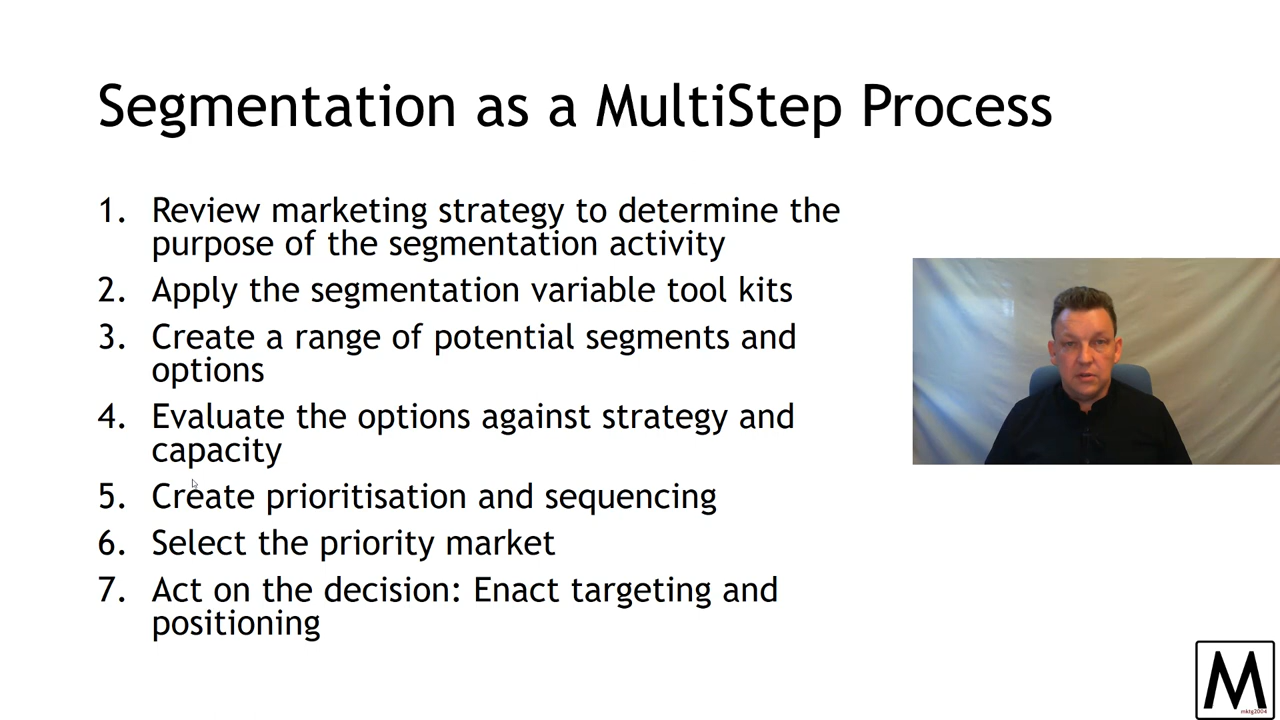 Segmentation as a MultiStep Process
1. Review marketing strategy to determine the
purpose of the segmentation activity
2. Apply the segmentation variable tool kits
3. Create a range of potential segments and
options
4. Evaluate the options against strategy and
capacity
5. Create prioritisation and sequencing
6. Select the priority market
7. Act on the decision: Enact targeting and
positioning
M
mktg2004